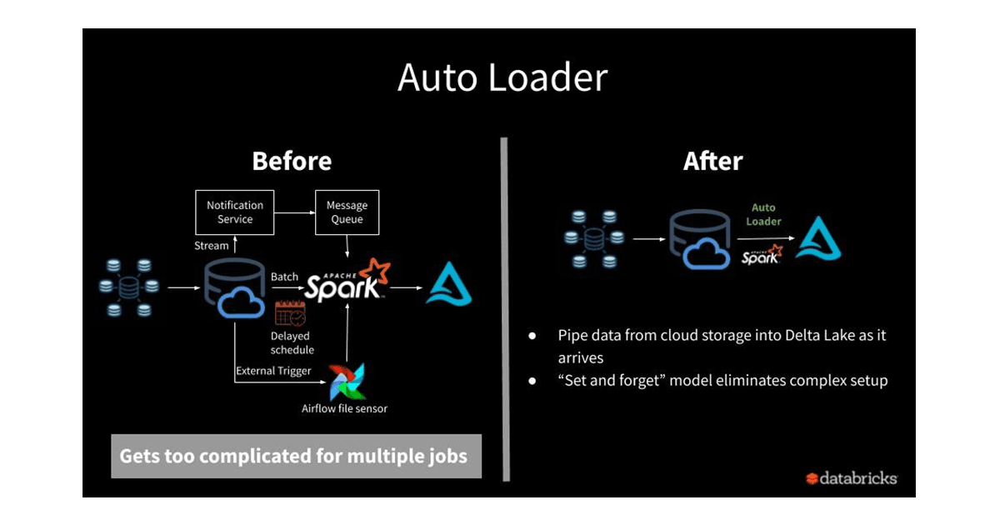 Auto Loader
Before
Notification
Service
Message
Queue
Stream
Batch
APACHE
Spark™
Delayed
schedule
External Trigger
Airflow file sensor
Gets too complicated for multiple jobs
After
Auto
Loader
APACHE
Spark
● Pipe data from cloud storage into Delta Lake as it
arrives
● “Set and forget” model eliminates complex setup
databricks